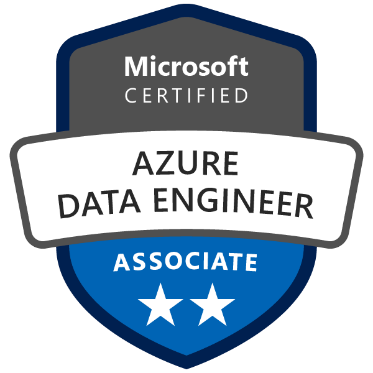 Microsoft
CERTIFIED
AZURE
DATA ENGINEER
ASSOCIATE